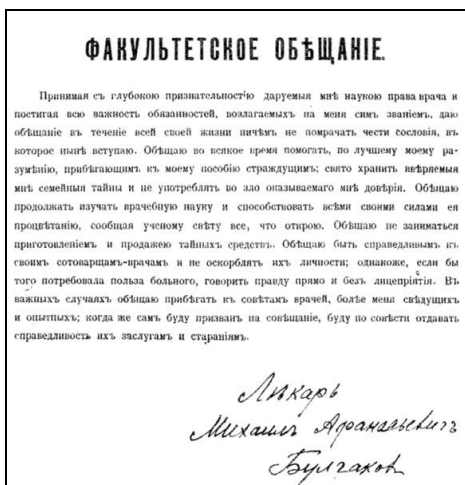 ФАКУЛЬТЕТСКОЕ ОБѢЩАНІЕ.
Принимая съ глубокою признательностію даруемыя мнѣ наукою права врача и
постигая всю важность обязанностей, возлагаемыхъ на меня симъ званіемъ, даю
обѣщаніе въ теченіе всей своей жизни ничѣмъ не помрачать чести сословія, въ
которое нынѣ вступаю. Обѣщаю во всякое время помогать, по лучшему моему ра-
зумѣнію, прибѣгающимъ къ моему пособію страждущимъ; свято хранить ввѣряемыя
мнѣ семейныя тайны и не употреблять во зло оказываемаго мнѣ довѣрія. Обѣщаю
продолжать изучать врачебную науку и способствовать всѣми своими силами ея
процвѣтанію, сообщая ученому свѣту все, что открою. Обѣщаю не заниматься
приготовленіемъ и продажею тайныхъ средствъ. Обѣщаю быть справедливымъ къ
своимъ сотоварщамъ-врачамъ и не оскорблять ихъ личности; однакоже, если бы
того потребовала польза больного, говорить правду прямо и безъ лицепріятія. Въ
важныхъ случаяхъ обѣщаю прибѣгать къ совѣтамъ врачей, болѣе меня свѣдущихъ
и опытныхъ; когда же самъ буду призванъ на совѣщаніе, буду по совѣсти отдавать
справедливость ихъ заслугамъ и стараніямъ.
Лѣкарь
Михаилъ Афанасьевичъ
Булгаковъ